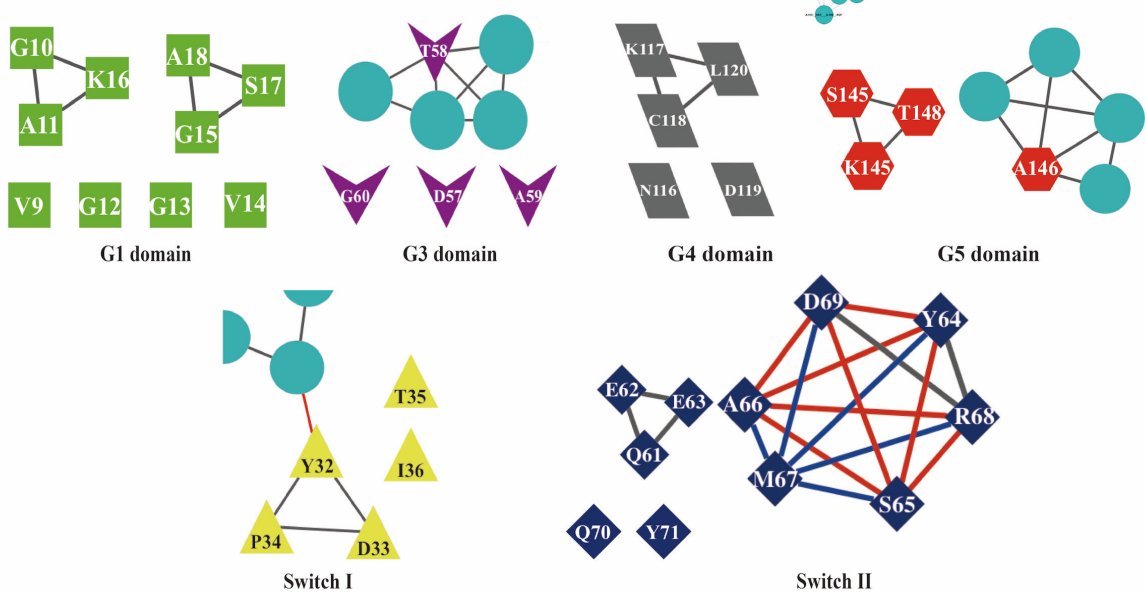 G10
K16
A11
A18
S17
G15
V9
G12
G13
V14
G1 domain
T58
G60
D57
A59
G3 domain
K117
L120
C118
N116
D119
G4 domain
S145
T148
K145
A146
G5 domain
Y32
P34
D33
T35
I36
Switch I
E62
E63
Q61
Q70
Y71
D69
Y64
A66
R68
M67
S65
Switch II